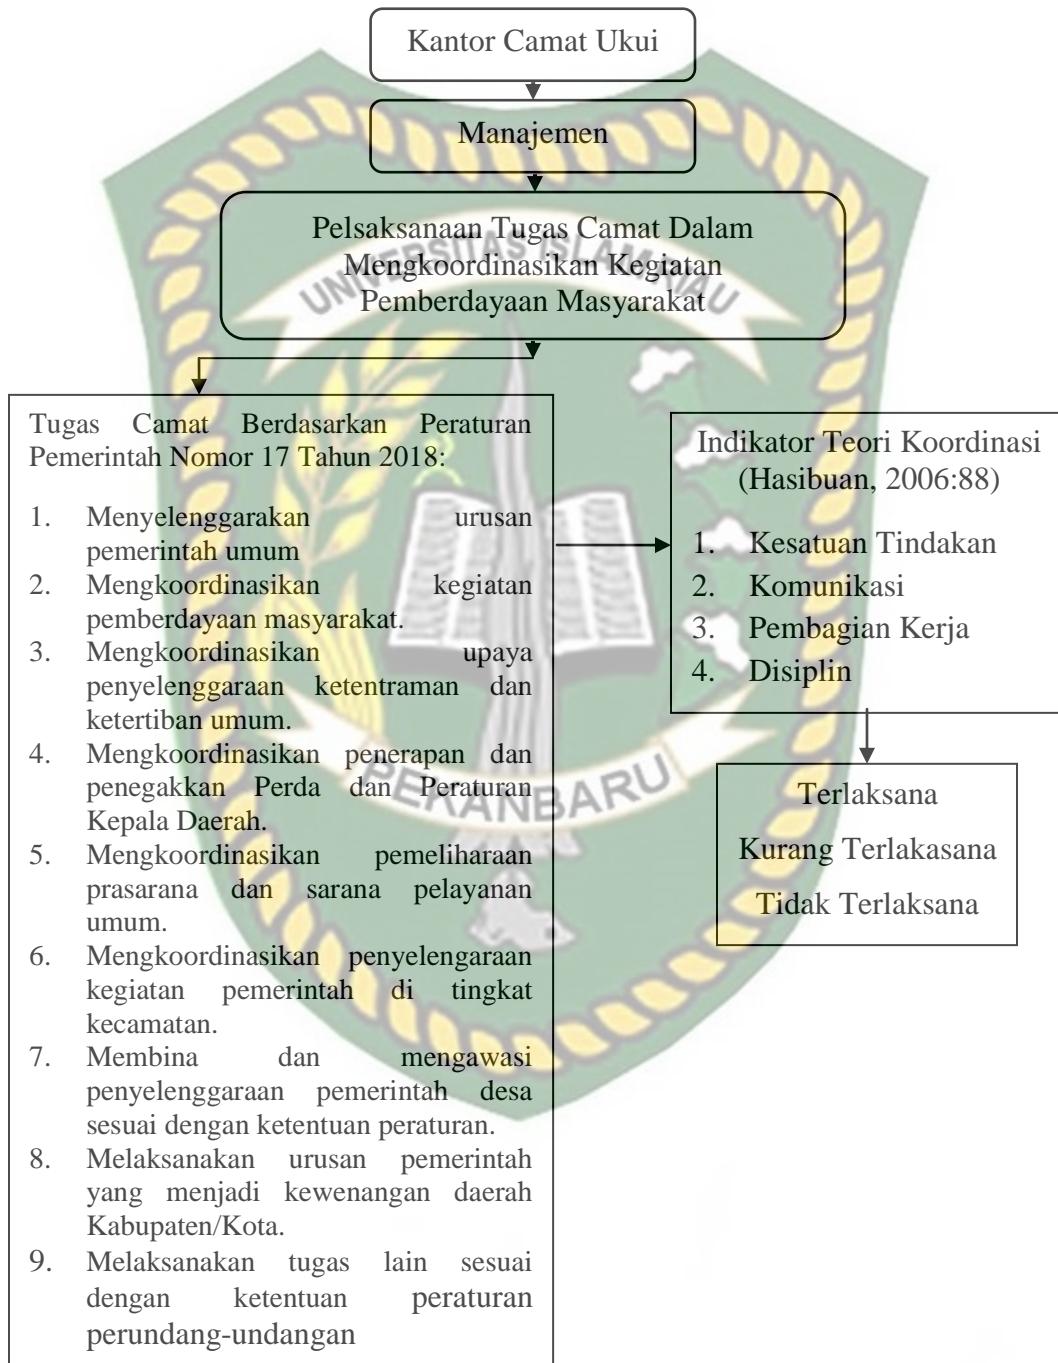 Kantor Camat Ukui
Manajemen
Pelsaksanaan Tugas Camat Dalam
Mengkoordinasikan Kegiatan
Pemberdayaan Masyarakat
UNIVERSITAS ISLAM RIAU
Tugas Camat Berdasarkan Peraturan
Pemerintah Nomor 17 Tahun 2018:
1. Menyelenggarakan urusan
pemerintah umum
2. Mengkoordinasikan kegiatan
pemberdayaan masyarakat.
3. Mengkoordinasikan upaya
penyelenggaraan ketentraman dan
ketertiban umum.
4. Mengkoordinasikan penerapan dan
penegakkan Perda dan Peraturan
Kepala Daerah.
5. Mengkoordinasikan pemeliharaan
prasarana dan sarana pelayanan
umum.
6. Mengkoordinasikan penyelengaraan
kegiatan pemerintah di tingkat
kecamatan.
7. Membina dan mengawasi
penyelenggaraan pemerintah desa
sesuai dengan ketentuan peraturan.
8. Melaksanakan urusan pemerintah
yang menjadi kewenangan daerah
Kabupaten/Kota.
9. Melaksanakan tugas lain sesuai
dengan ketentuan peraturan
perundang-undangan
Indikator Teori Koordinasi
(Hasibuan, 2006:88)
1. Kesatuan Tindakan
2. Komunikasi
3. Pembagian Kerja
4. Disiplin
PEKANBARU
Terlaksana
Kurang Terlakasana
Tidak Terlaksana